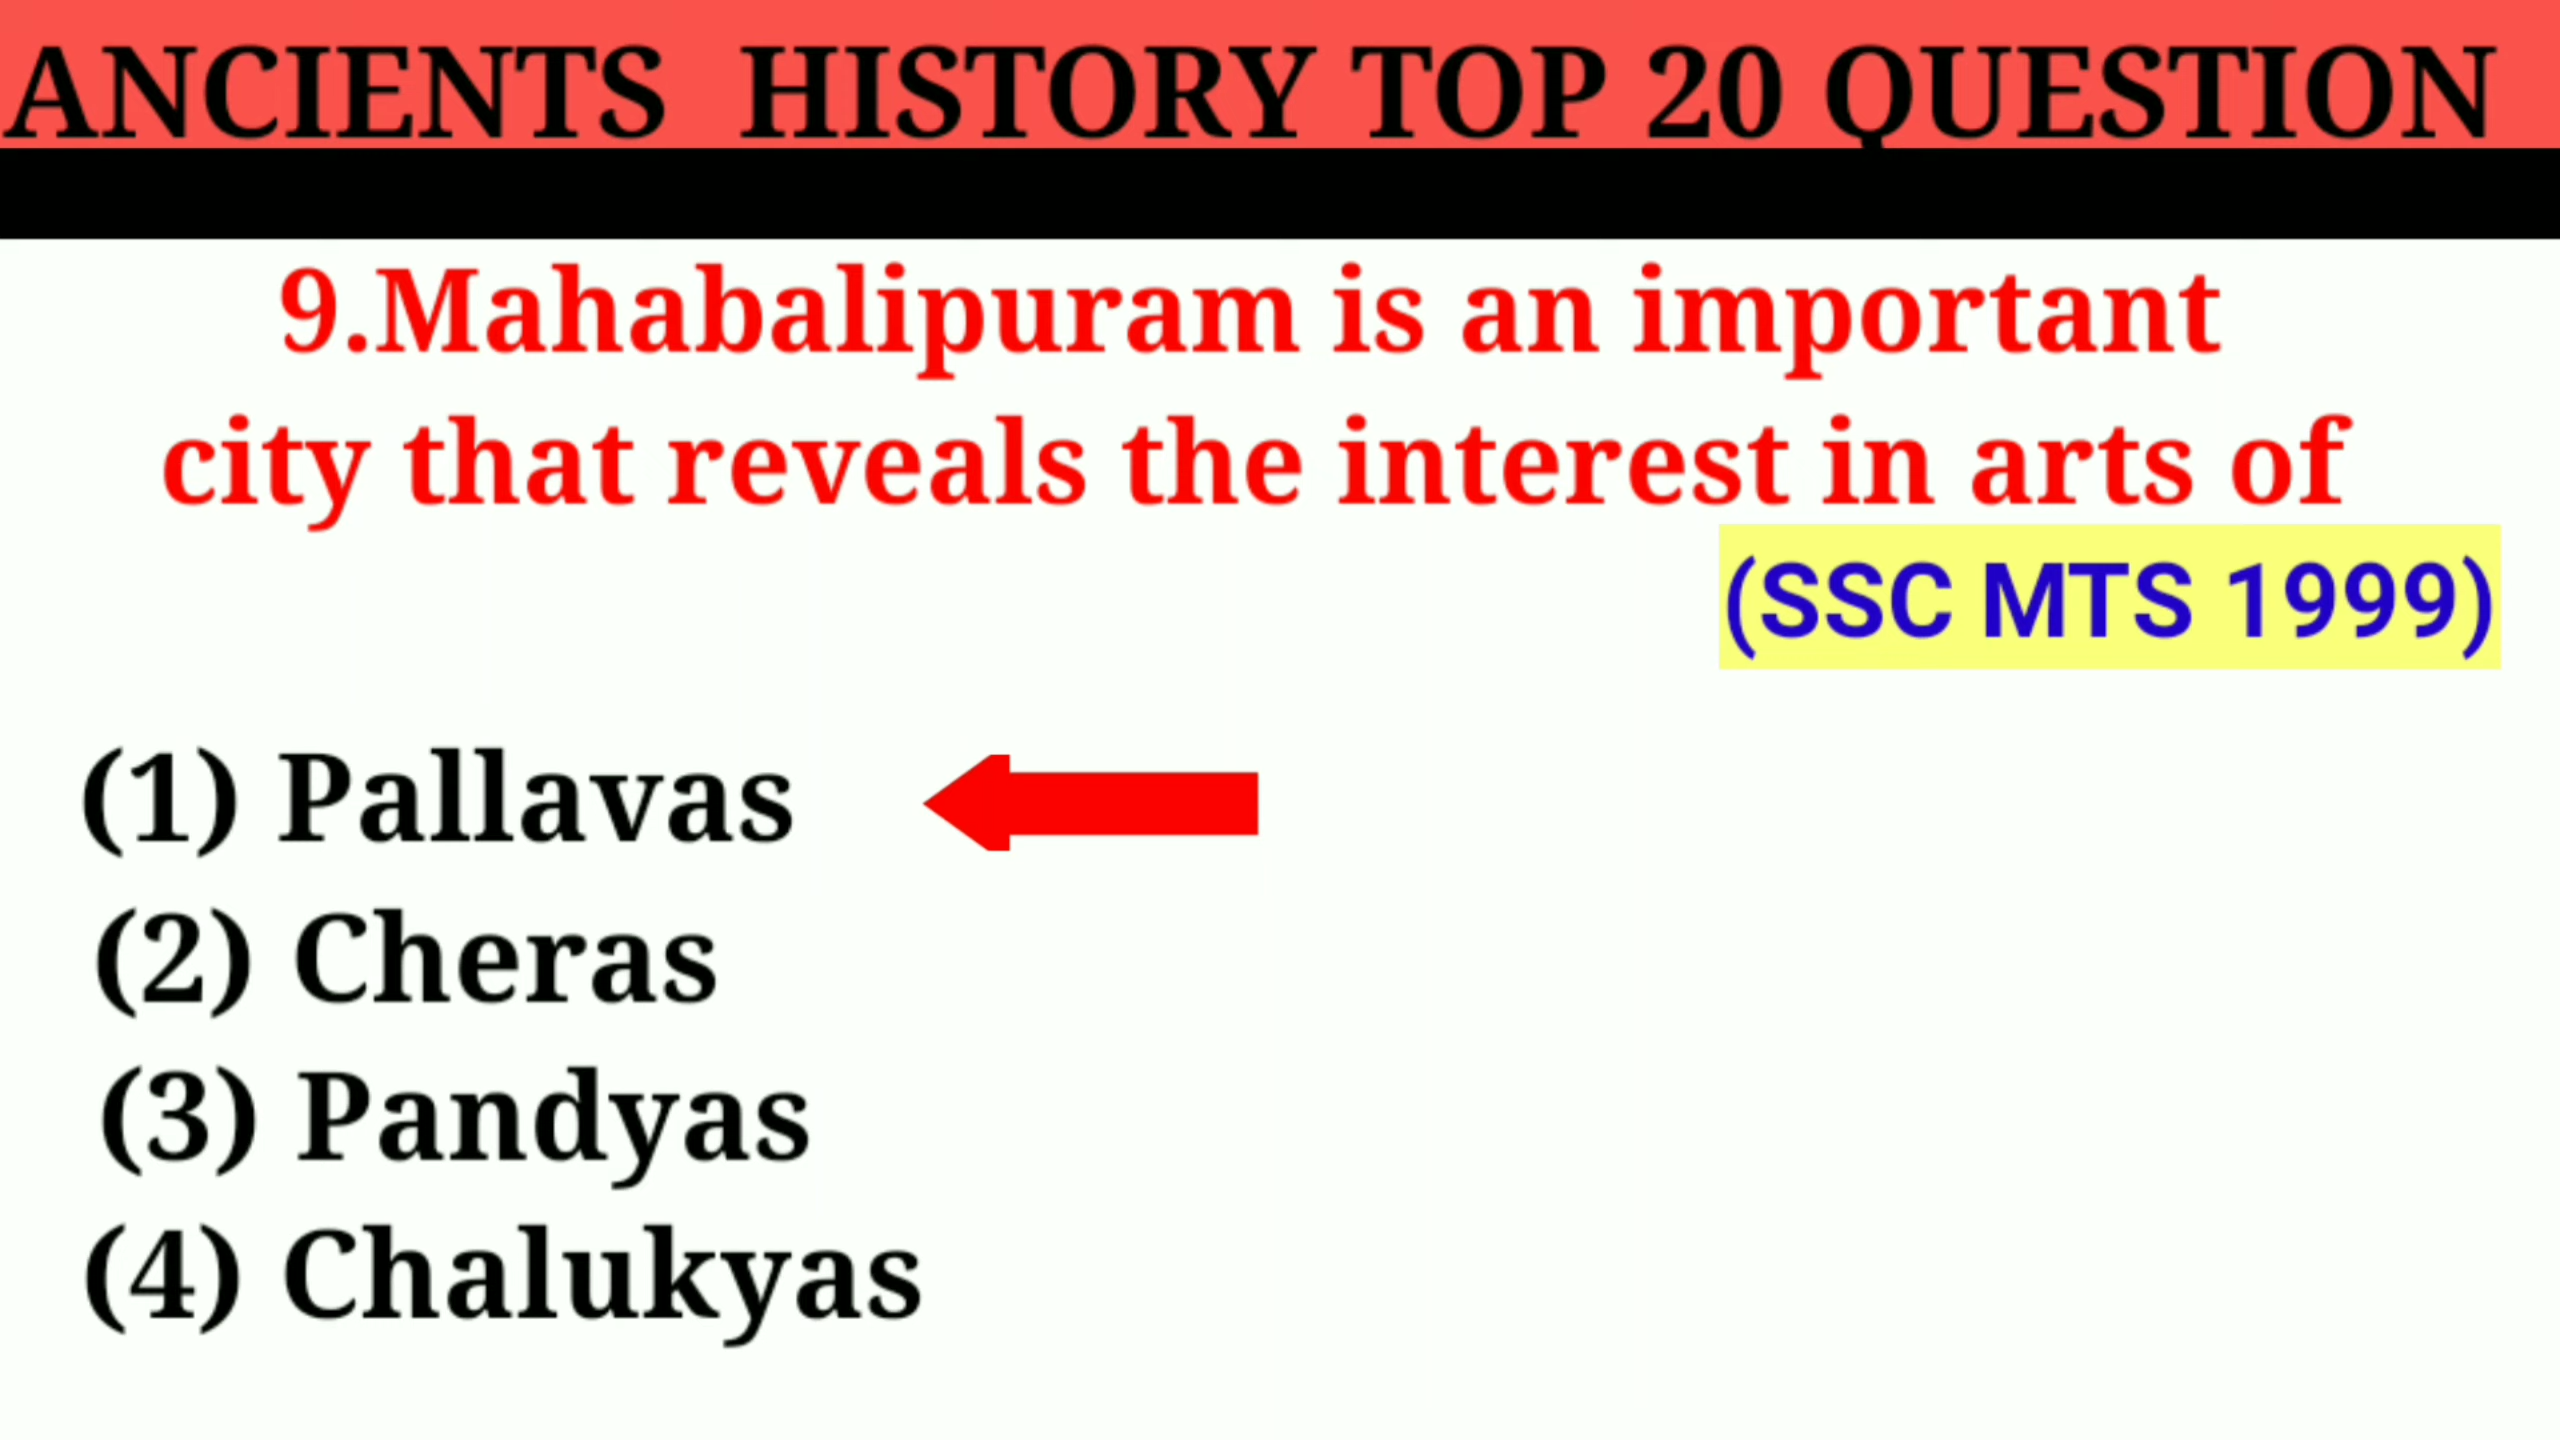 ANCIENTS HISTORY TOP 20 QUESTION
9.Mahabalipuram is an important
city that reveals the interest in arts of
(SSC MTS 1999)
(1) Pallavas
(2) Cheras
(3) Pandyas
(4) Chalukyas